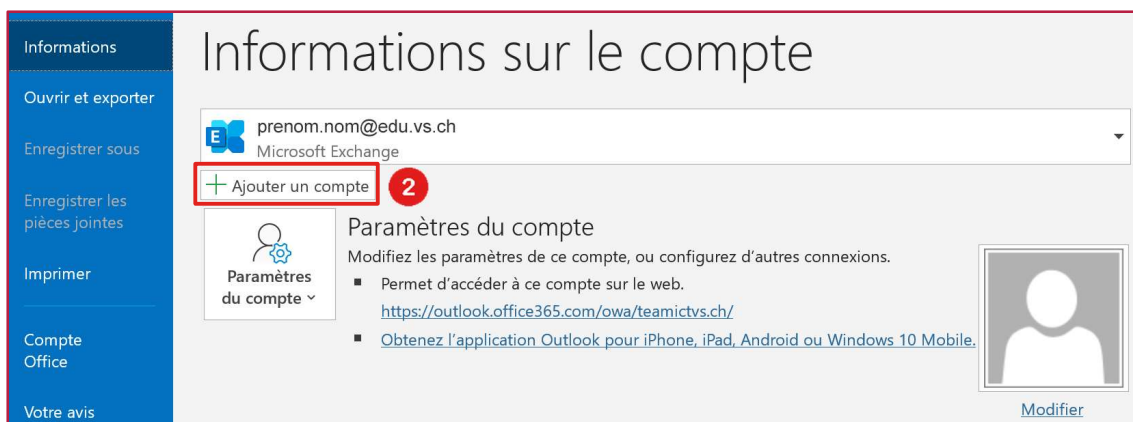 Informations
Ouvrir et exporter
Enregistrer sous
Enregistrer les
pièces jointes
Imprimer
Compte
Office
Votre avis
Informations sur le compte
prenom.nom@edu.vs.ch
Microsoft Exchange
Ajouter un compte
2
Paramètres
du compte
Paramètres du compte
Modifiez les paramètres de ce compte, ou configurez d'autres connexions.
Permet d'accéder à ce compte sur le web.
https://outlook.office365.com/owa/teamictvs.ch/
Obtenez l'application Outlook pour iPhone, iPad, Android ou Windows 10 Mobile.
Modifier